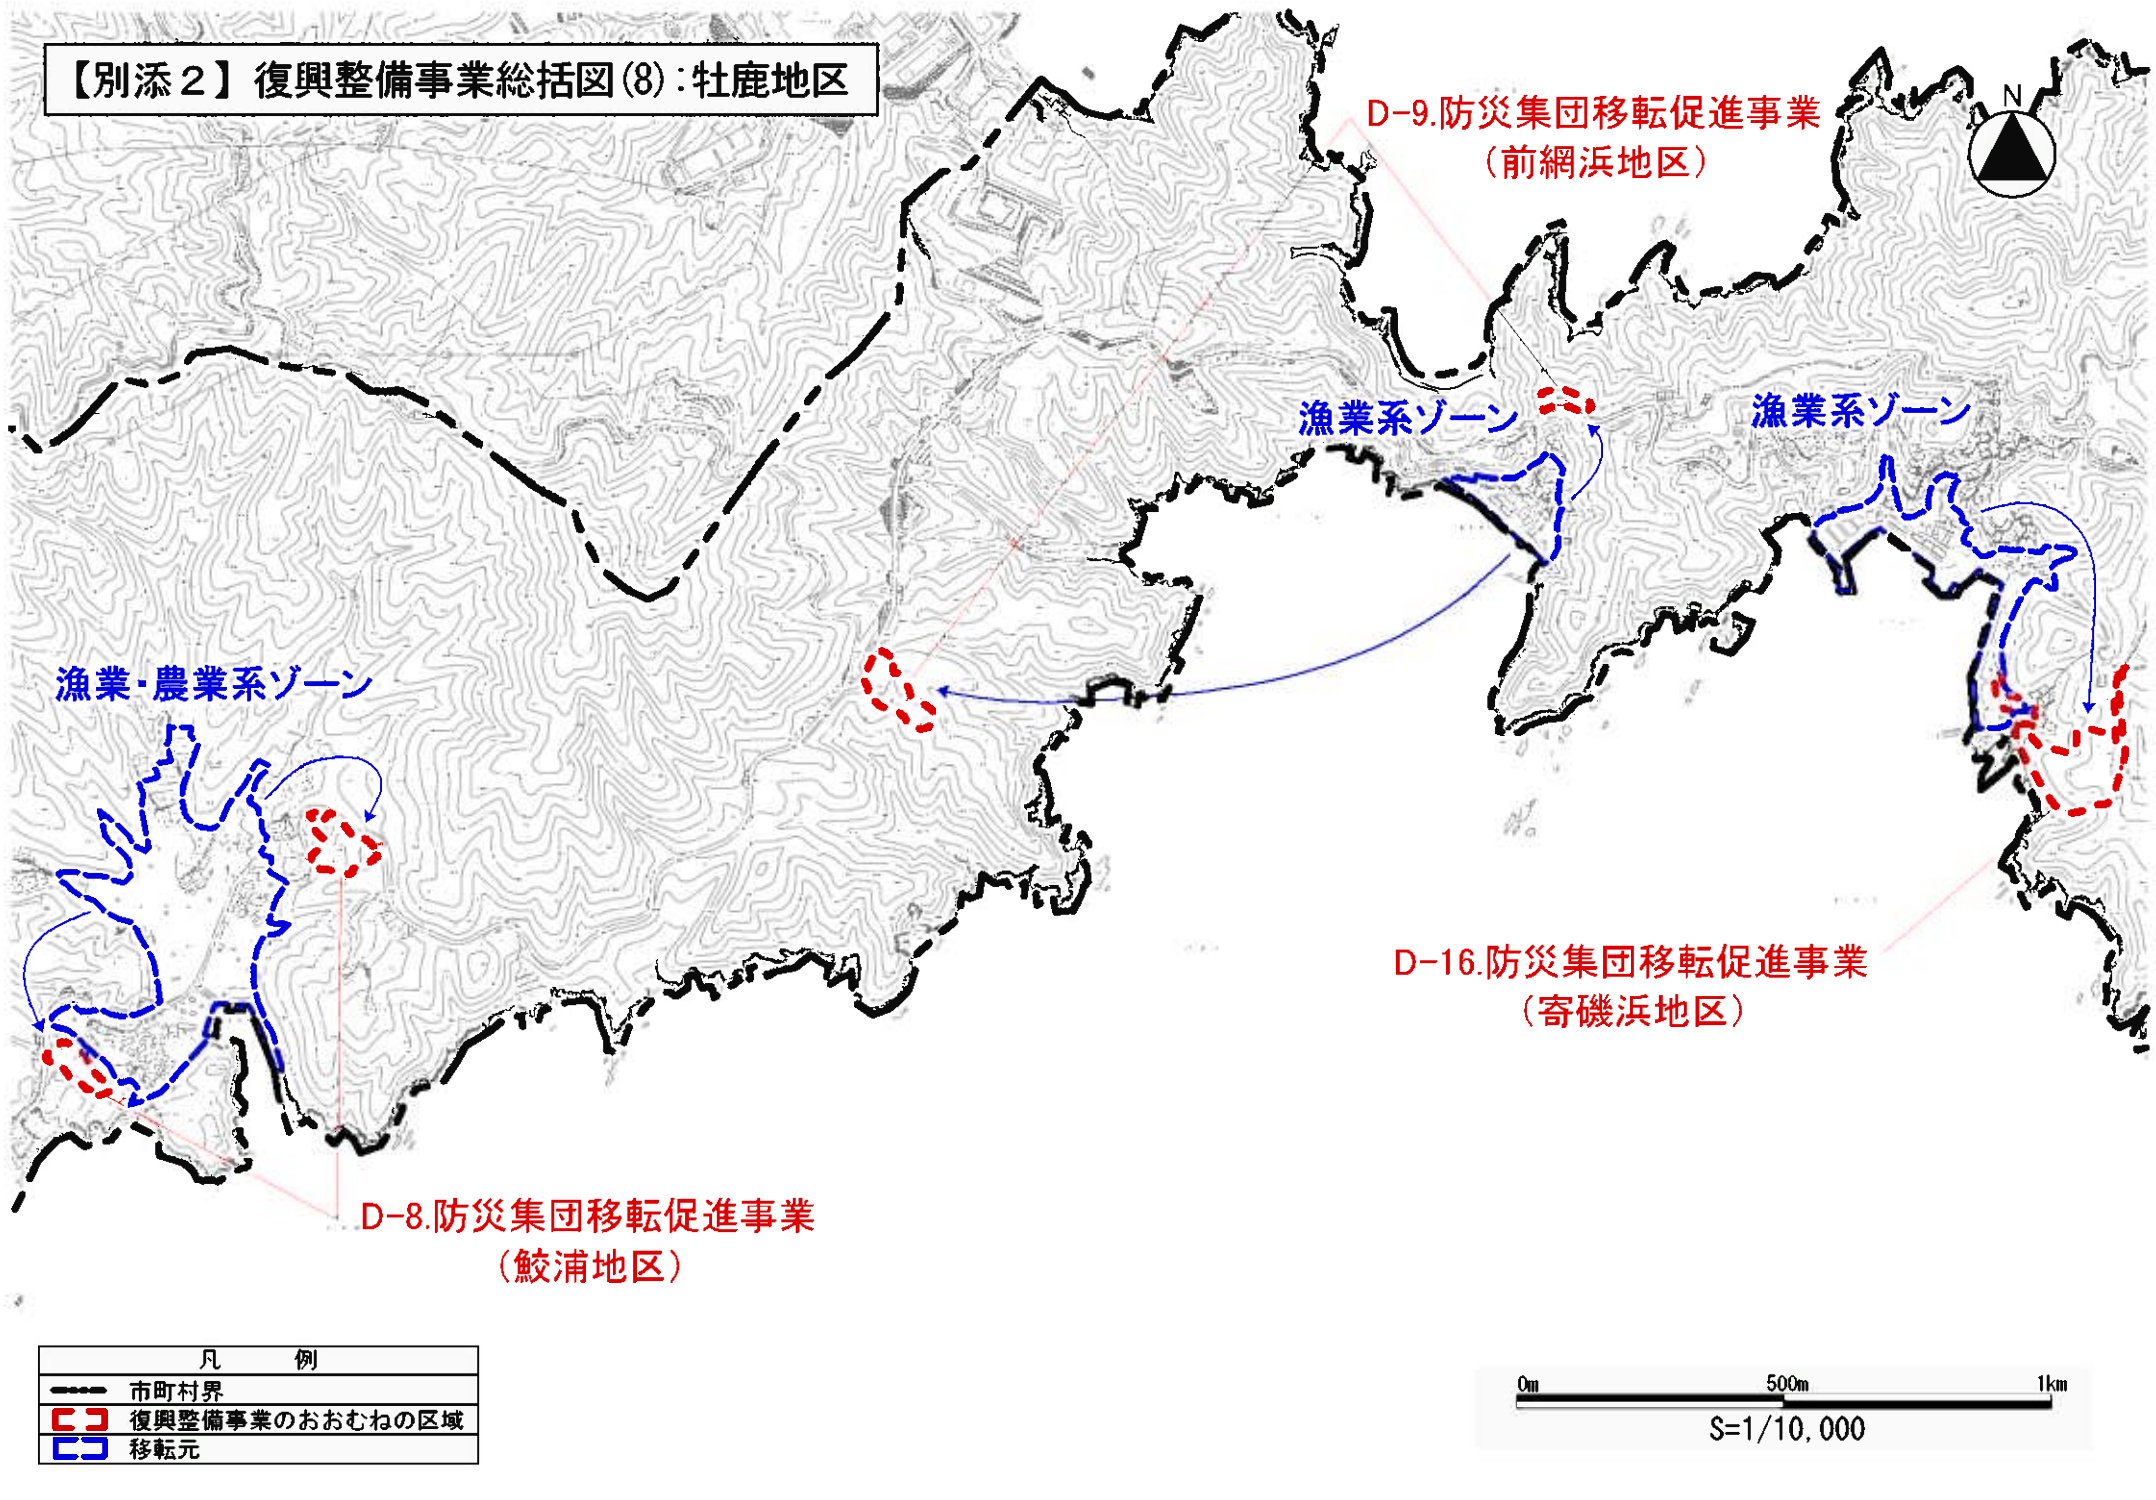 【別添２】復興整備事業総括図(8):牡鹿地区
D-9.防災集団移転促進事業
(前網浜地区)
N
漁業系ゾーン
漁業系ゾーン
漁業・農業系ゾーン
D-16.防災集団移転促進事業
(寄磯浜地区)
D-8.防災集団移転促進事業
(鮫浦地区)
凡 例
市町村界
復興整備事業のおおむねの区域
移転元
0m 500m 1km
S=1/10,000